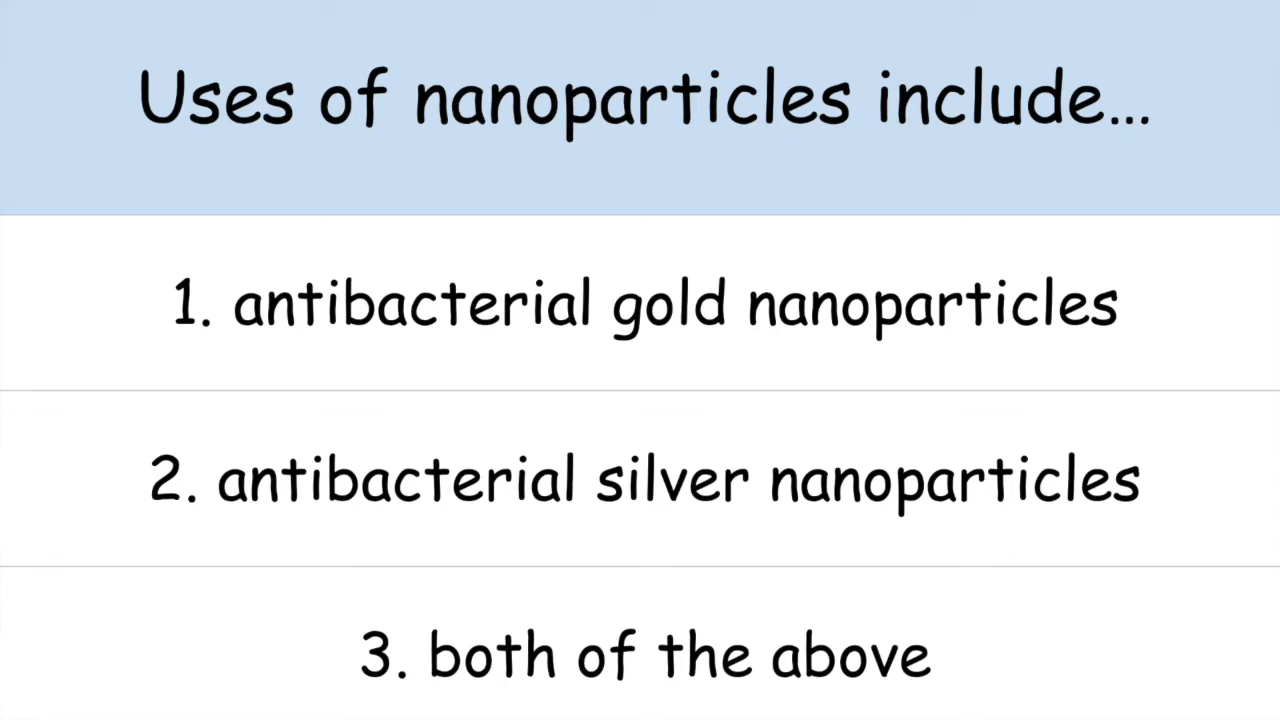 Uses of nanoparticles include...
1. antibacterial gold nanoparticles
2. antibacterial silver nanoparticles
3. both of the above